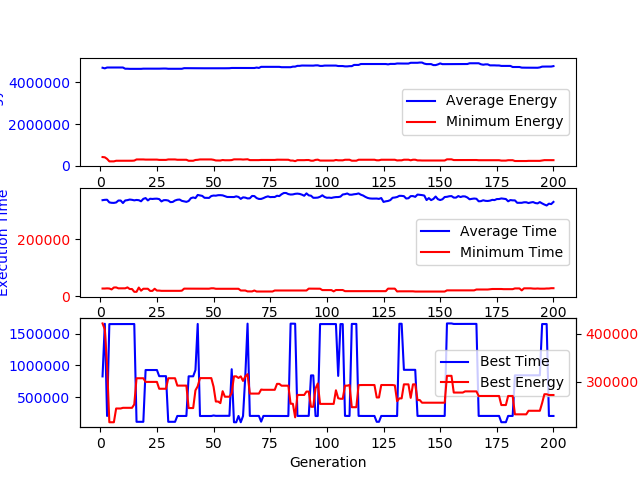 4000000
2000000
0
Average Energy
Minimum Energy
0 25 50 75 100 125 150 175 200
Execution Time
200000
0
Average Time
Minimum Time
0 25 50 75 100 125 150 175 200
1500000
1000000
500000
400000
300000
Best Time
Best Energy
0 25 50 75 100 125 150 175 200
Generation